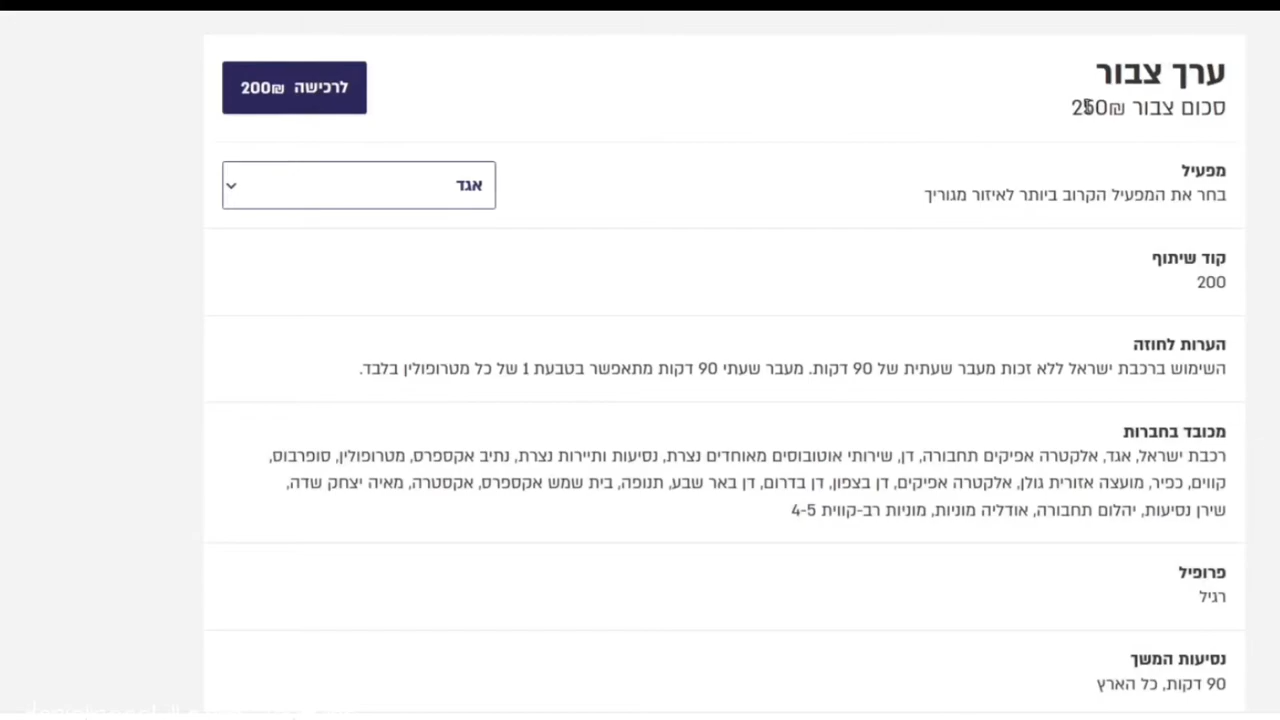 ערך צבור
סכום צבור ₪250
לרכישה ₪200
מפעיל
בחר את המפעיל הקרוב ביותר לאיזור מגוריך
אגד
קוד שיתוף
200
הערות לחוזה
השימוש ברכבת ישראל ללא זכות מעבר שעתית של 90 דקות. מעבר שעתי 90 דקות מתאפשר בטבעת 1 של כל מטרופולין בלבד.
מכובד בחברות
רכבת ישראל, אגד, אלקטרה אפיקים תחבורה, דן, שירותי אוטובוסים מאוחדים נצרת, נסיעות ותיירות נצרת, נתיב אקספרס, מטרופולין, סופרבוס,
קווים, כפיר, מועצה אזורית גולן, אלקטרה אפיקים, דן בצפון, דן בדרום, דן באר שבע, תנופה, בית שמש אקספרס, אקסטרה, מאיה יצחק שדה,
שירן נסיעות, יהלום תחבורה, אודליה מוניות, מוניות רב-קווית 4-5
פרופיל
רגיל
נסיעות המשך
90 דקות, כל הארץ